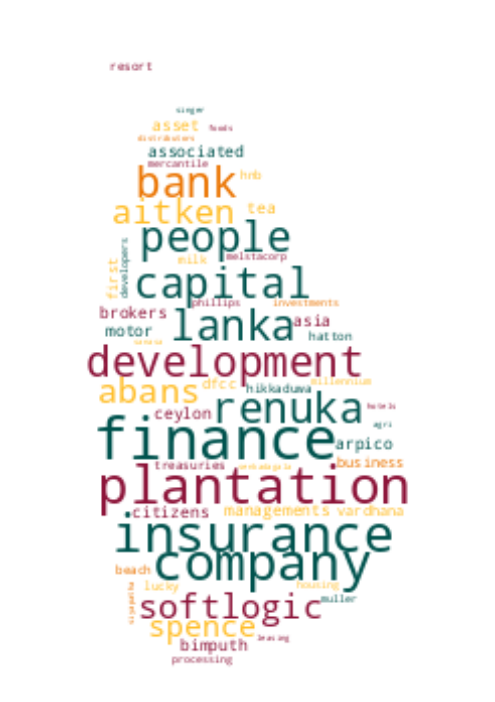 resort
singer
asset foods
distributors
associated
mercantile
bank hnb
aitken tea
people
developers
first
milk melstacorp
capital
phillips investments
brokers lanka asia
motor hatton
development
abans dfcc hikkaduwa millennium
ceylon renuka hotels
agri
finance arpico
treasuries business
plantation
citizens managements vardhana
insurance
company
beach
lucky housing
softlogic muller
spence
leasing
bimputh
processing